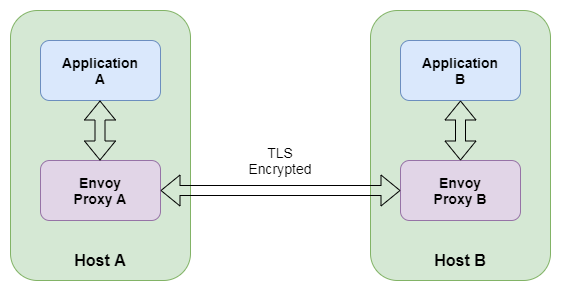 Application
A
Application
B
TLS
Encrypted
Envoy
Proxy A
Envoy
Proxy B
Host A
Host B